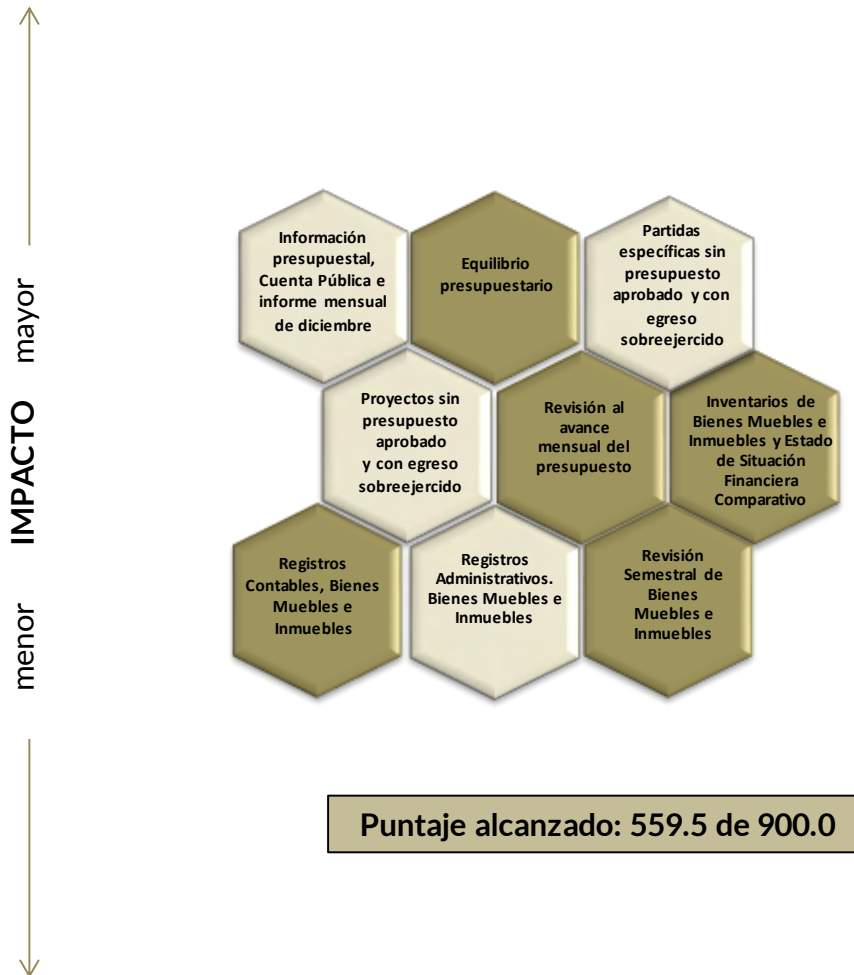 mayor
IMPACTO
menor
Información
presupuestal,
Cuenta Pública e
informe mensual
de diciembre
Equilibrio
presupuestario
Partidas
específicas sin
presupuesto
aprobado y con
egreso
sobreejercido
Proyectos sin
presupuesto
aprobado
y con egreso
sobreejercido
Revisión al
avance
mensual del
presupuesto
Inventarios de
Bienes Muebles e
Inmuebles y Estado
de Situación
Financiera
Comparativo
Registros
Contables, Bienes
Muebles e
Inmuebles
Registros
Administrativos.
Bienes Muebles e
Inmuebles
Revisión
Semestral de
Bienes
Muebles e
Inmuebles
Puntaje alcanzado: 559.5 de 900.0